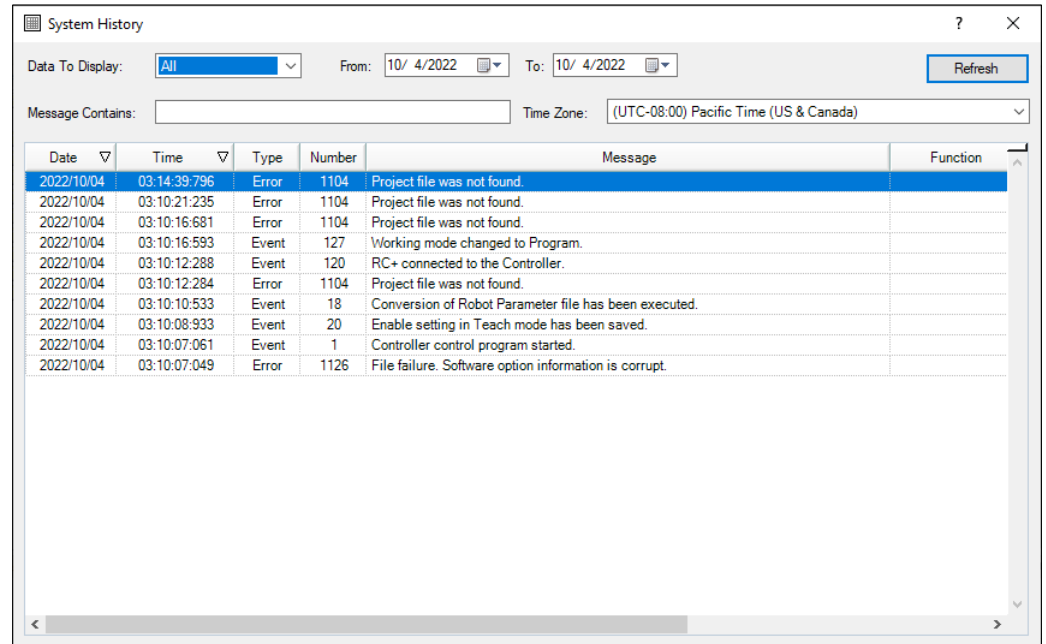 System History ? ×
Data To Display: All From: 10/ 4/2022 To: 10/ 4/2022 Refresh
Message Contains: Time Zone: (UTC-08:00) Pacific Time (US & Canada)
Date Time Type Number Message Function
2022/10/04 03:14:39:796 Error 1104 Project file was not found.
2022/10/04 03:10:21:235 Error 1104 Project file was not found.
2022/10/04 03:10:16:681 Error 1104 Project file was not found.
2022/10/04 03:10:16:593 Event 127 Working mode changed to Program.
2022/10/04 03:10:12:288 Event 120 RC+ connected to the Controller.
2022/10/04 03:10:12:284 Error 1104 Project file was not found.
2022/10/04 03:10:10:533 Event 18 Conversion of Robot Parameter file has been executed.
2022/10/04 03:10:08:933 Event 20 Enable setting in Teach mode has been saved.
2022/10/04 03:10:07:061 Event 1 Controller control program started.
2022/10/04 03:10:07:049 Error 1126 File failure. Software option information is corrupt.